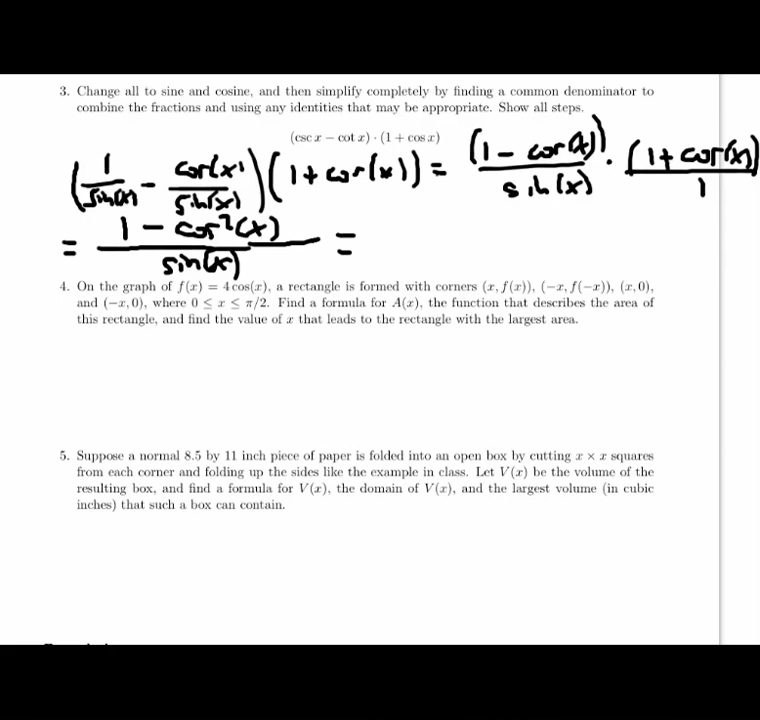 3. Change all to sine and cosine, and then simplify completely by finding a common denominator to
combine the fractions and using any identities that may be appropriate. Show all steps.
(csc x − cot x) · (1 + cos x)
(1/sin(x) − cos(x)/sin(x))(1 + cos(x)) = (1 − cos(x))/sin(x) · (1 + cos(x))/1
= 1 − cos²(x)/sin(x) =
4. On the graph of f(x) = 4 cos(x), a rectangle is formed with corners (x, f(x)), (−x, f(−x)), (x, 0),
and (−x, 0), where 0 ≤ x ≤ π/2. Find a formula for A(x), the function that describes the area of
this rectangle, and find the value of x that leads to the rectangle with the largest area.
5. Suppose a normal 8.5 by 11 inch piece of paper is folded into an open box by cutting x × x squares
from each corner and folding up the sides like the example in class. Let V(x) be the volume of the
resulting box, and find a formula for V(x), the domain of V(x), and the largest volume (in cubic
inches) that such a box can contain.